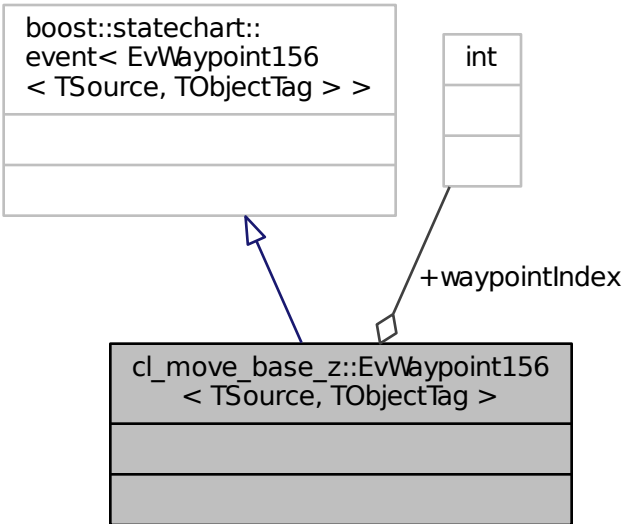 boost::statechart::
event< EvWaypoint156
< TSource, TObjectTag > >
int
+waypointIndex
cl_move_base_z::EvWaypoint156
< TSource, TObjectTag >